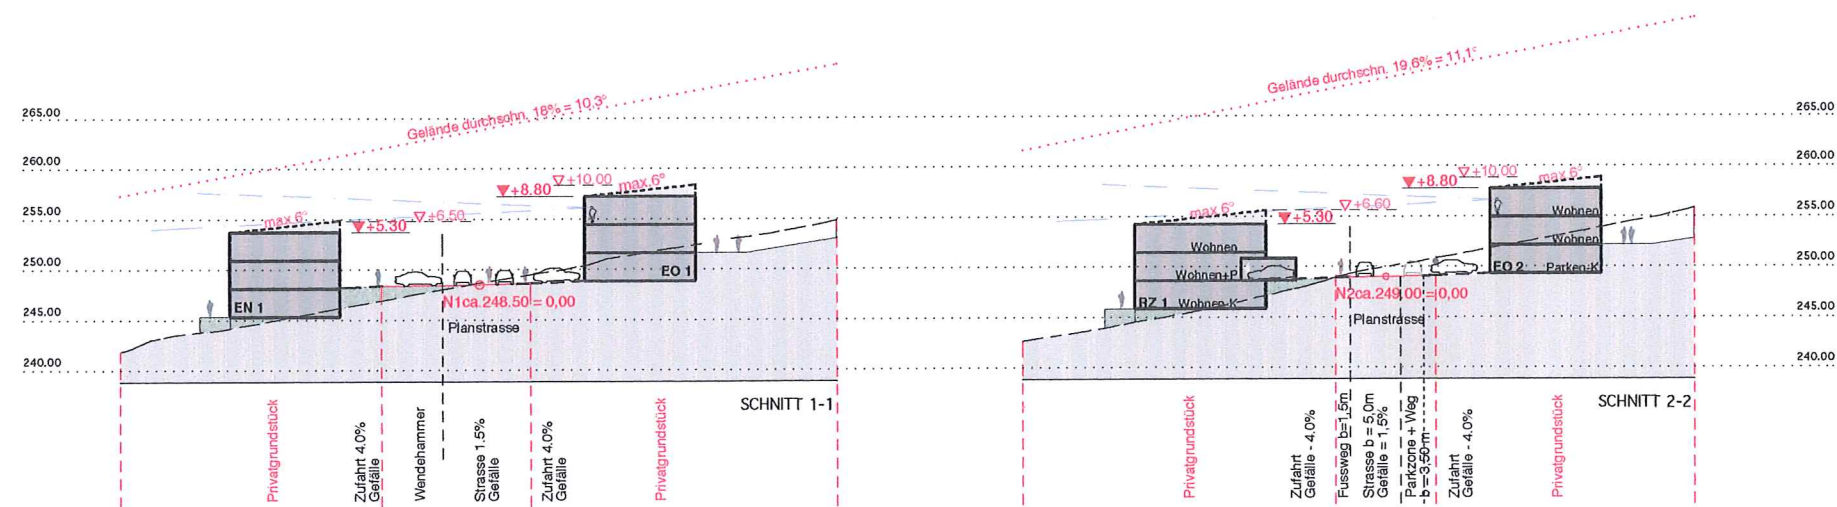 Gelände durchschn. 18% = 10,3°
265.00
260.00
255.00
250.00
245.00
240.00
max.6°
+5.30
+6.50
+8.80
+10,00
max.6°
EN 1
EO 1
N1ca.248.50 = 0,00
Planstrasse
SCHNITT 1-1
Privatgrundstück
Zufahrt 4.0%
Gefälle
Wendehammer
Strasse 1.5%
Gefälle
Zufahrt 4.0%
Gefälle
Privatgrundstück
Gelände durchschn. 19,6% = 11,1°
265.00
260.00
255.00
250.00
245.00
240.00
max.6°
+5.30
+6.60
+8.80
+10,00
max.6°
Wohnen
Wohnen+P
RZ 1 Wohnen-K
Wohnen
Wohnen
EO 2 Parken-K
N2ca.249,00 = 0,00
Planstrasse
SCHNITT 2-2
Privatgrundstück
Zufahrt
Gefälle - 4.0%
Fussweg b=1,5m
Strasse b = 5,0m
Gefälle = 1,5%
Parkzone + Weg
b = 3,50 m
Zufahrt
Gefälle - 4.0%
Privatgrundstück